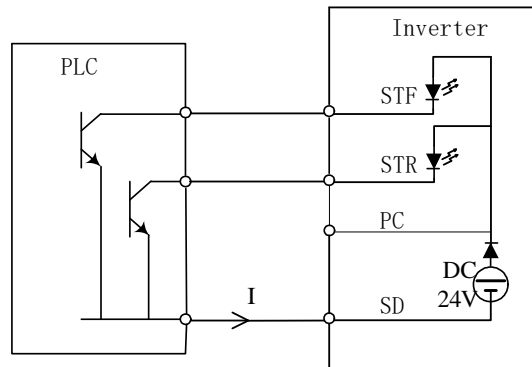 Inverter
PLC
STF
STR
PC
DC
24V
I
SD